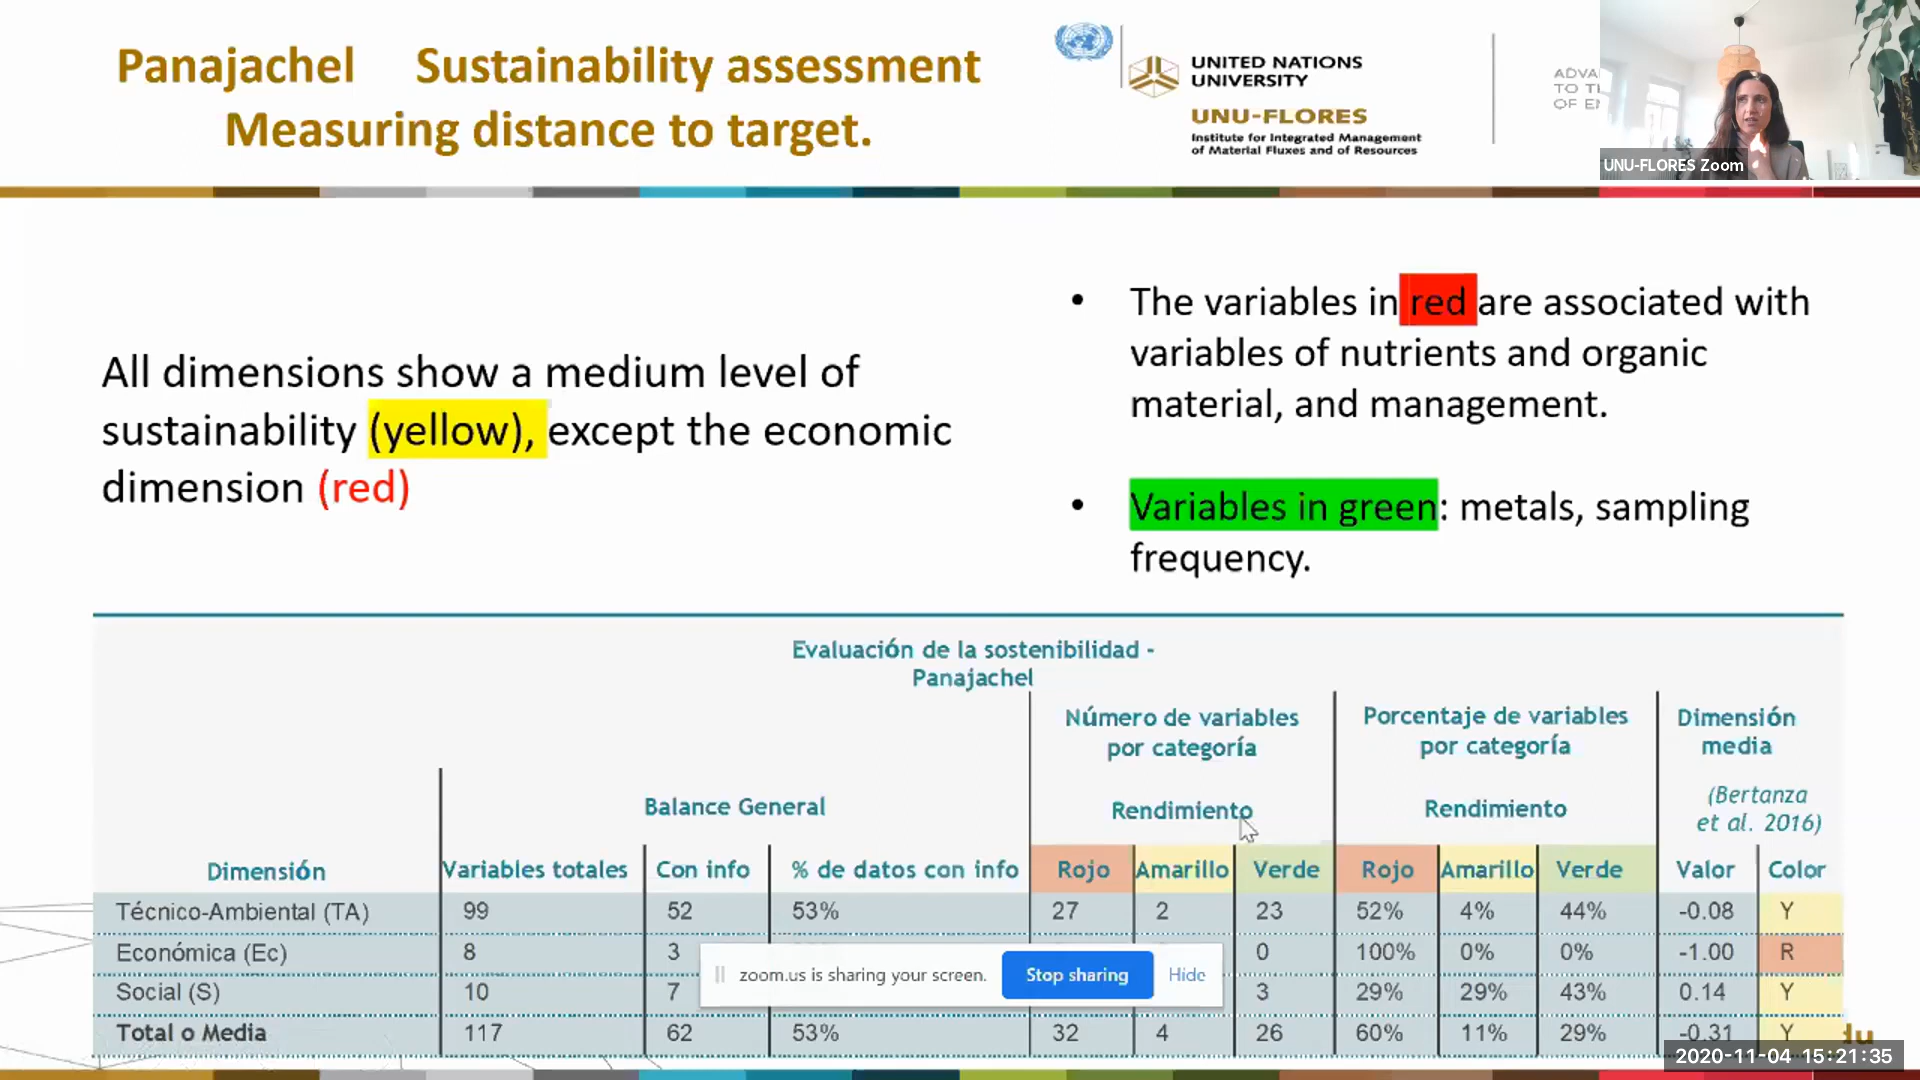 Panajachel Sustainability assessment
Measuring distance to target.
UNITED NATIONS
UNIVERSITY
UNU-FLORES
Institute for Integrated Management
of Material Fluxes and of Resources
UNU-FLORES Zoom
All dimensions show a medium level of
sustainability (yellow), except the economic
dimension (red)
• The variables in red are associated with
variables of nutrients and organic
material, and management.
• Variables in green: metals, sampling
frequency.
Evaluación de la sostenibilidad -
Panajachel
Número de variables
por categoría
Porcentaje de variables
por categoría
Dimensión
media
Balance General
Rendimiento
Rendimiento
(Bertanza
et al. 2016)
Dimensión Variables totales Con info % de datos con info Rojo Amarillo Verde Rojo Amarillo Verde Valor Color
Técnico-Ambiental (TA) 99 52 53% 27 2 23 52% 4% 44% -0.08 Y
Económica (Ec) 8 3 0 100% 0% 0% -1.00 R
Social (S) 10 7 3 29% 29% 43% 0.14 Y
Total o Media 117 62 53% 32 4 26 60% 11% 29% -0.31 Y
zoom.us is sharing your screen. Stop sharing Hide
2020-11-04 15:21:35